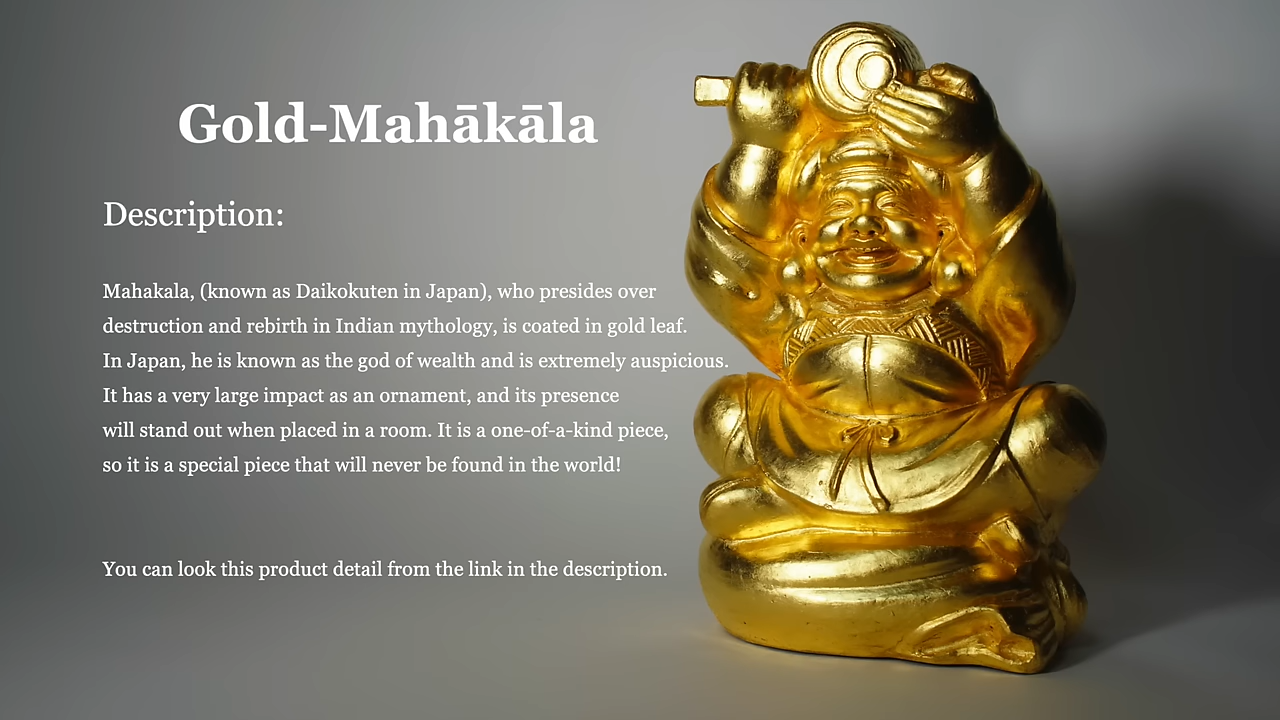 Gold-Mahākāla
Description:
Mahakala, (known as Daikokuten in Japan), who presides over
destruction and rebirth in Indian mythology, is coated in gold leaf.
In Japan, he is known as the god of wealth and is extremely auspicious.
It has a very large impact as an ornament, and its presence
will stand out when placed in a room. It is a one-of-a-kind piece,
so it is a special piece that will never be found in the world!
You can look this product detail from the link in the description.